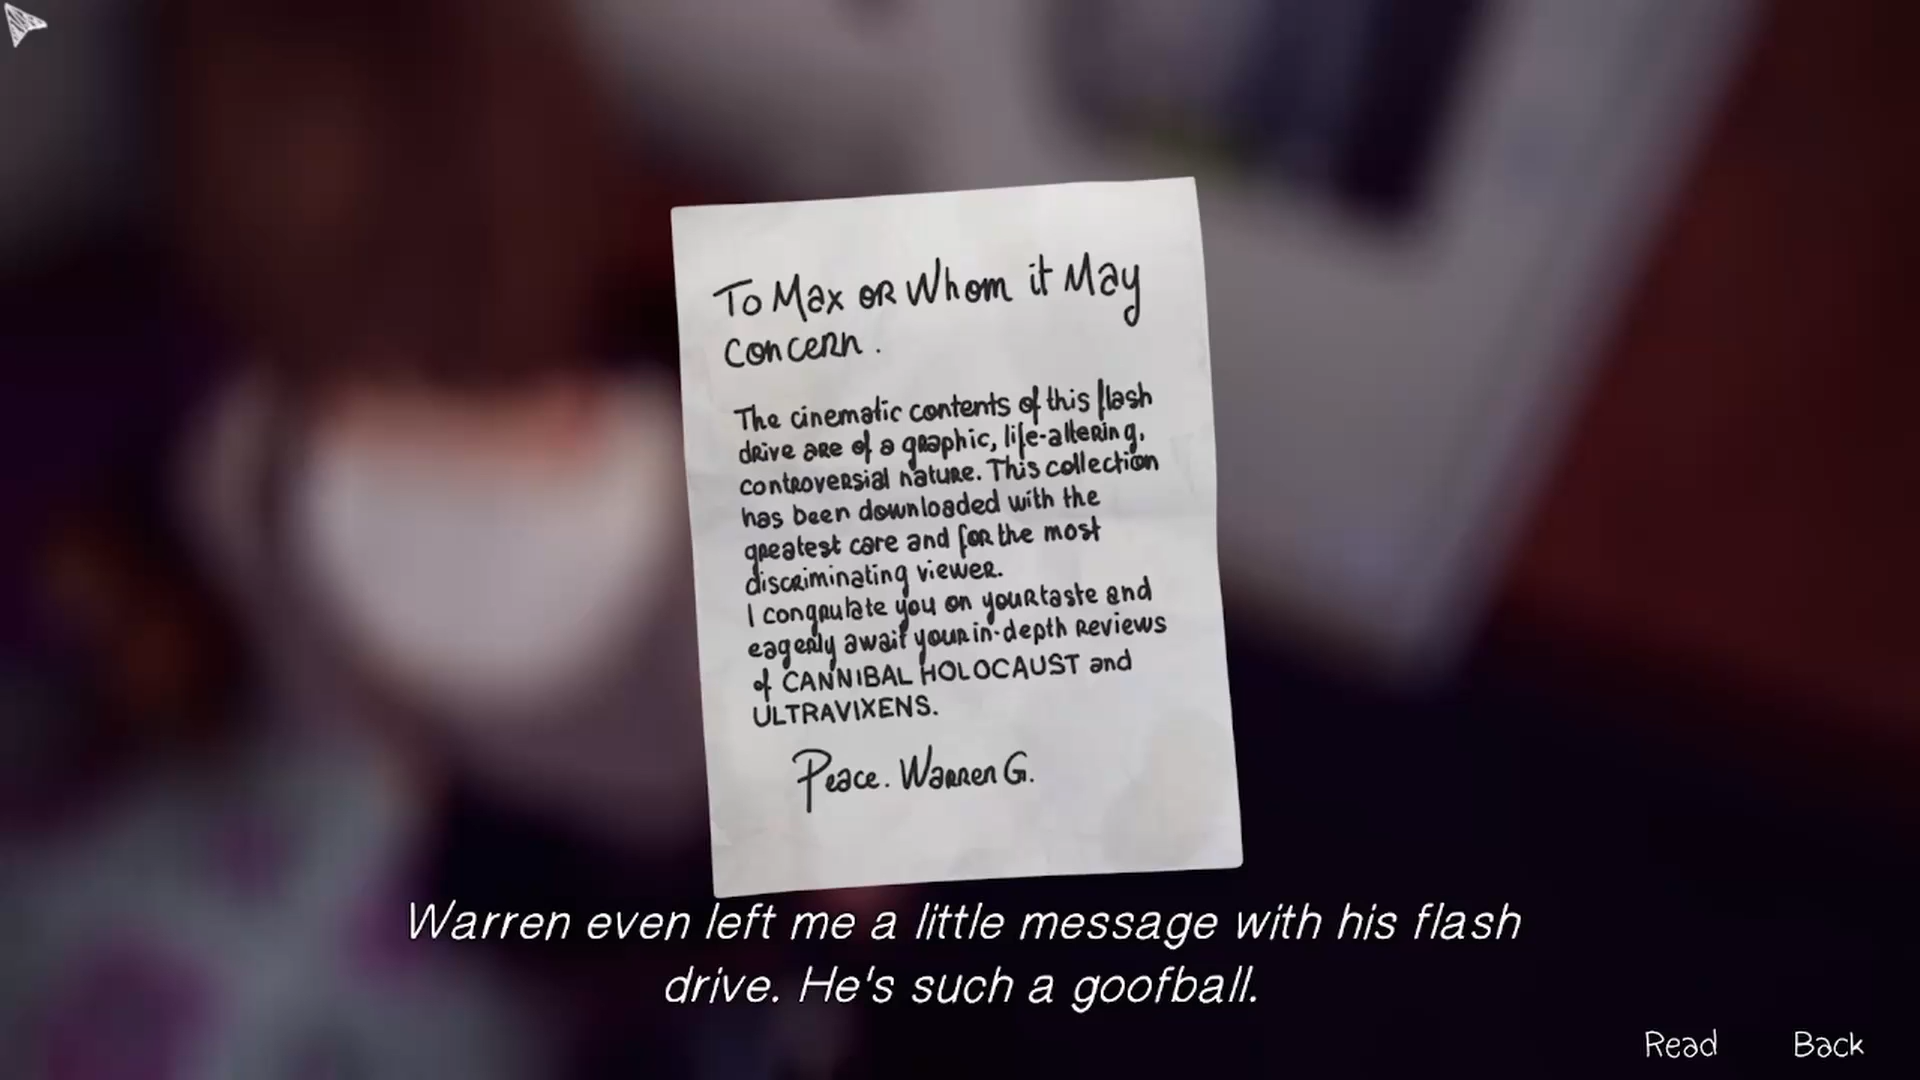 To Max or Whom it May
concern.
The cinematic contents of this flash
drive are of a graphic, life-altering,
controversial nature. This collection
has been downloaded with the
greatest care and for the most
discriminating viewer.
I congraulate you on your taste and
eagerly await your in-depth reviews
of CANNIBAL HOLOCAUST and
ULTRAVIXENS.
Peace. Warren G.
Warren even left me a little message with his flash
drive. He's such a goofball.
Read Back